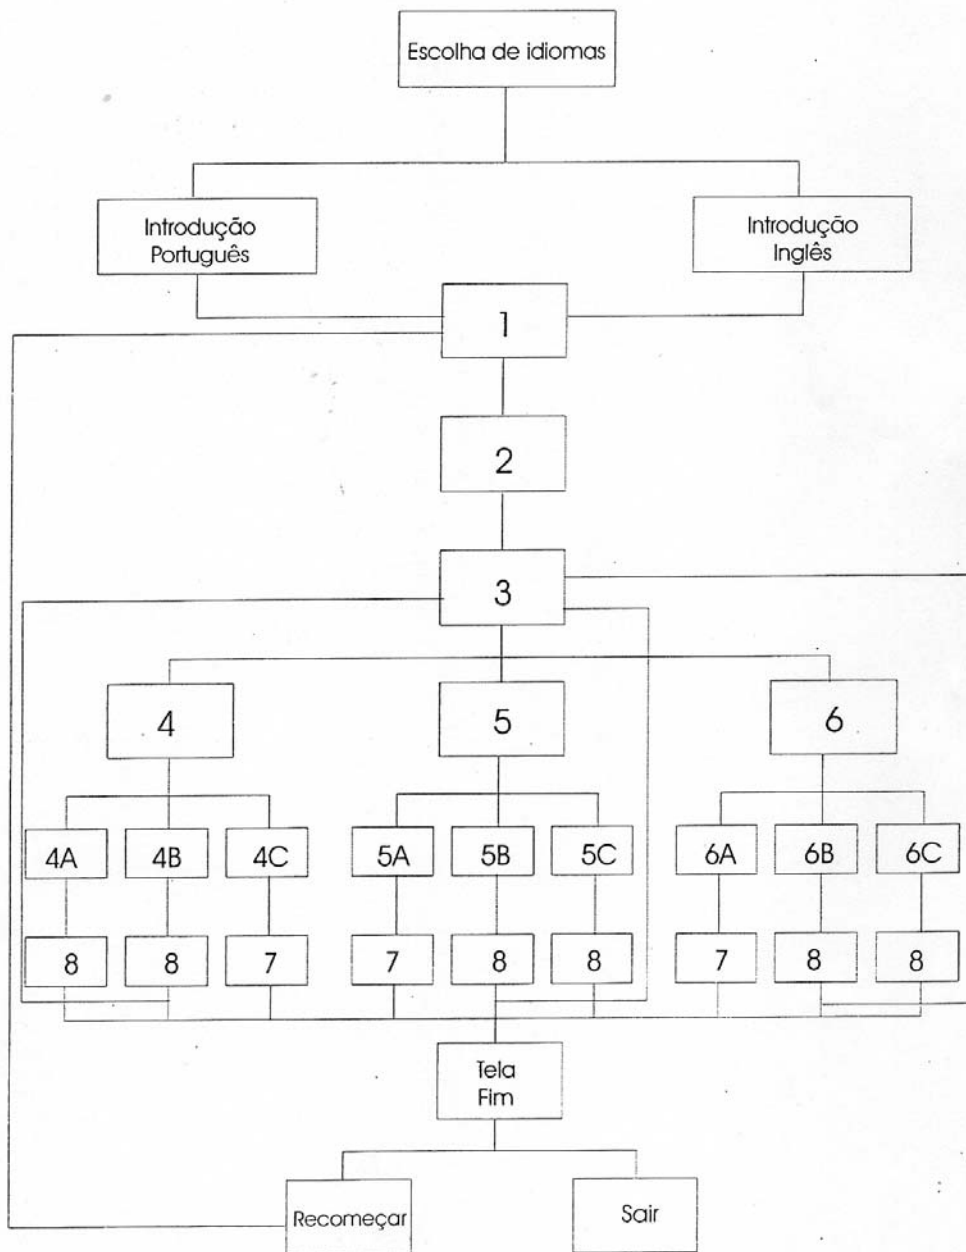 Escolha de idiomas
Introdução
Português
Introdução
Inglês
1
2
3
4
5
6
4A
4B
4C
5A
5B
5C
6A
6B
6C
8
8
7
7
8
8
7
8
8
Tela
Fim
Recomeçar
Sair